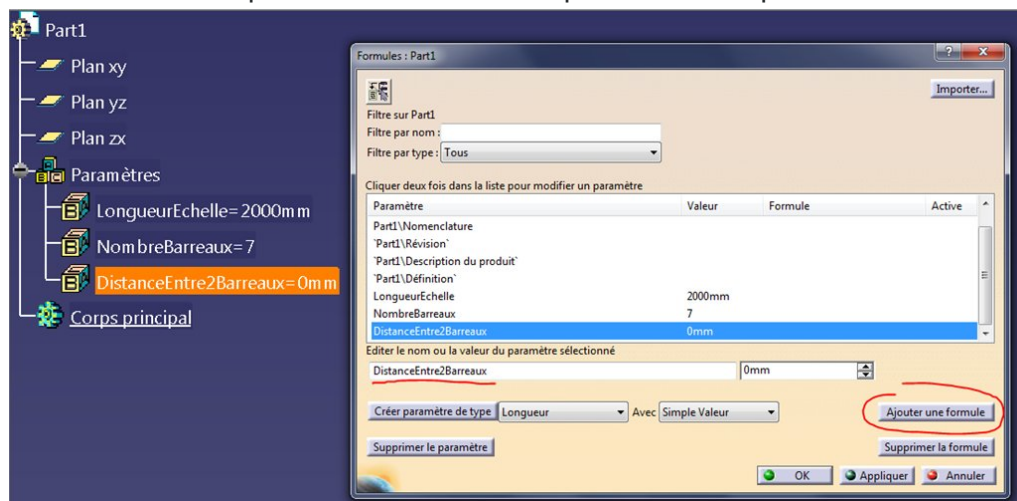 Part1
Plan xy
Plan yz
Plan zx
Paramètres
LongueurEchelle=2000mm
NombreBarreaux=7
DistanceEntre2Barreaux=0mm
Corps principal
Formules : Part1
Importer...
Filtre sur Part1
Filtre par nom :
Filtre par type : Tous
Cliquer deux fois dans la liste pour modifier un paramètre
Paramètre Valeur Formule Active
Part1\Nomenclature
`Part1\Révision`
`Part1\Description du produit`
`Part1\Définition`
LongueurEchelle 2000mm
NombreBarreaux 7
DistanceEntre2Barreaux 0mm
Editer le nom ou la valeur du paramètre sélectionné
DistanceEntre2Barreaux 0mm
Créer paramètre de type Longueur Avec Simple Valeur Ajouter une formule
Supprimer le paramètre Supprimer la formule
OK Appliquer Annuler